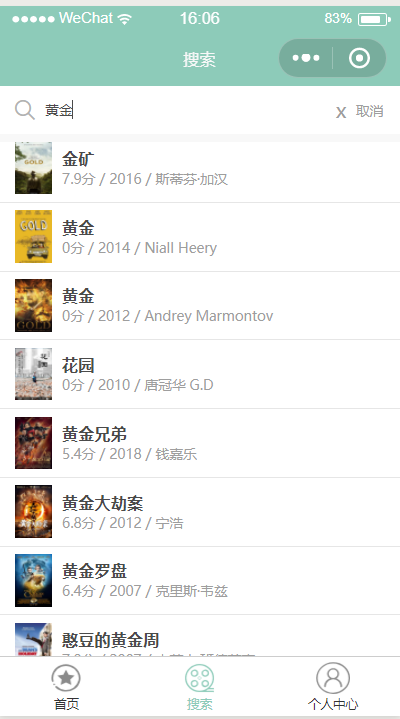 WeChat 16:06 83%
搜索
黄金 x 取消
金矿
7.9分 / 2016 / 斯蒂芬·加汉
黄金
0分 / 2014 / Niall Heery
黄金
0分 / 2012 / Andrey Marmontov
花园
0分 / 2010 / 唐冠华 G.D
黄金兄弟
5.4分 / 2018 / 钱嘉乐
黄金大劫案
6.8分 / 2012 / 宁浩
黄金罗盘
6.4分 / 2007 / 克里斯·韦兹
憨豆的黄金周
首页 搜索 个人中心